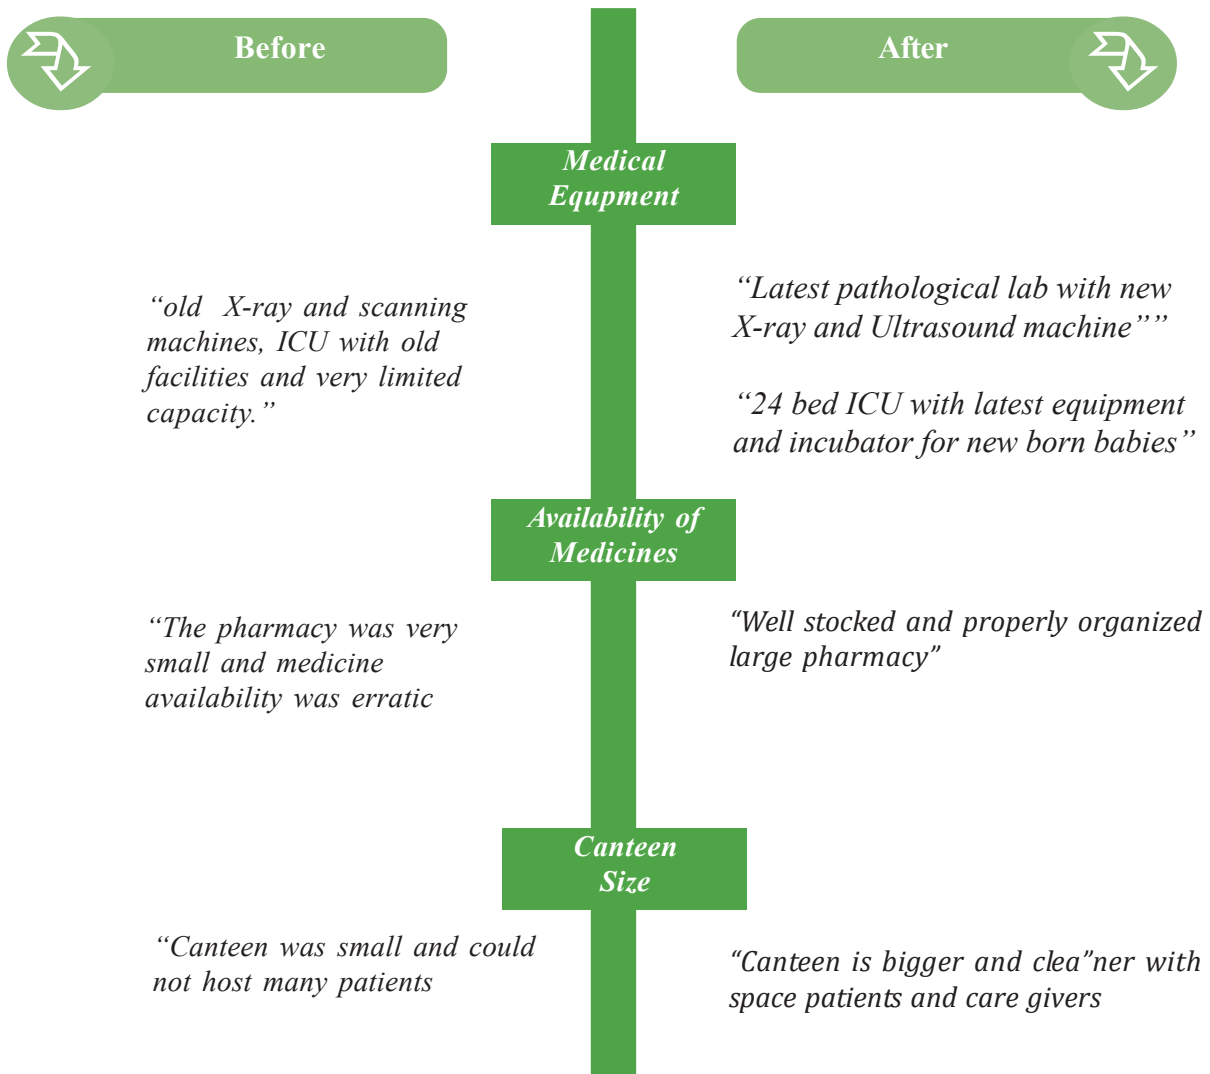 Before
After
Medical
Equpment
“old X-ray and scanning
machines, ICU with old
facilities and very limited
capacity.”
“Latest pathological lab with new
X-ray and Ultrasound machine””
“24 bed ICU with latest equipment
and incubator for new born babies”
Availability of
Medicines
“The pharmacy was very
small and medicine
availability was erratic
“Well stocked and properly organized
large pharmacy”
Canteen
Size
“Canteen was small and could
not host many patients
“Canteen is bigger and clea”ner with
space patients and care givers